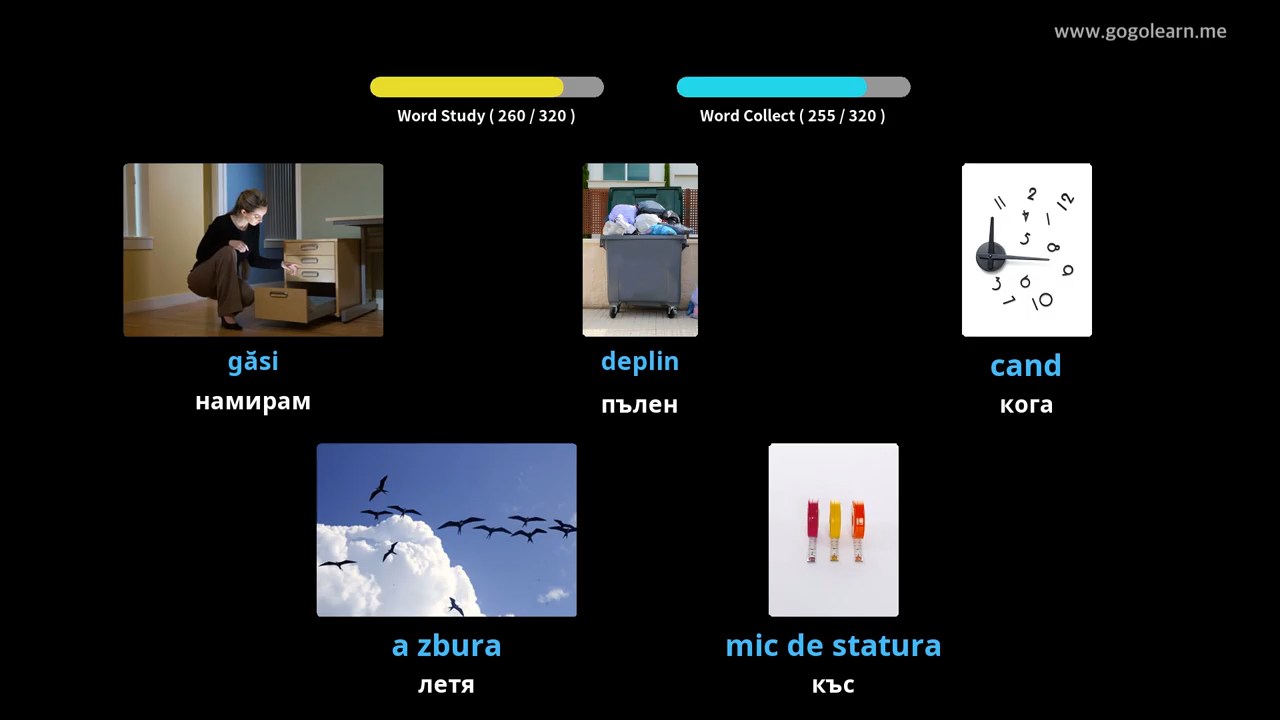 www.gogolearn.me
Word Study ( 260 / 320 )
Word Collect ( 255 / 320 )
găsi
намирам
deplin
пълен
cand
кога
a zbura
летя
mic de statura
къс